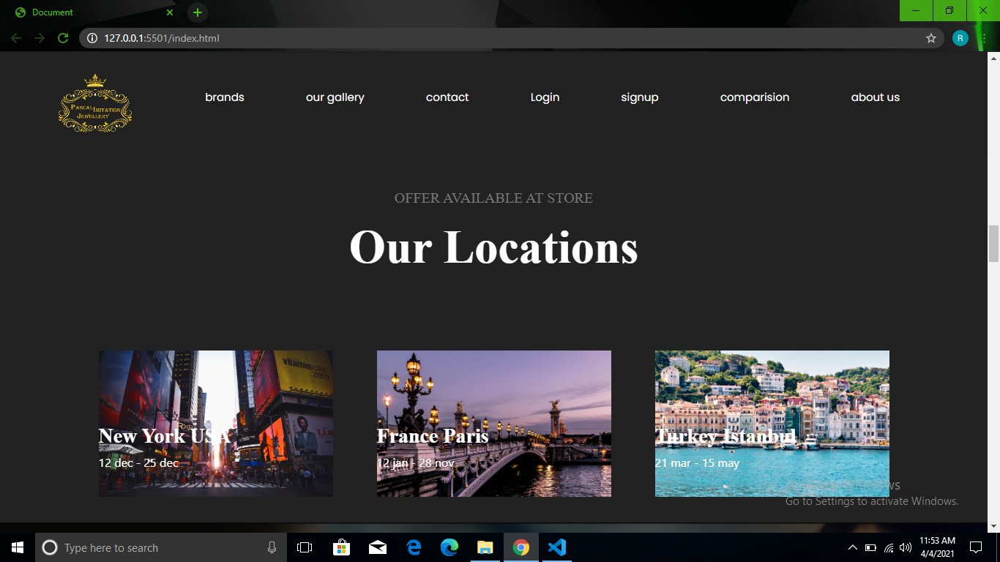 Document
127.0.0.1:5501/index.html
R
PASCAL IMITATION
JEWELLERY
brands
our gallery
contact
Login
signup
comparision
about us
OFFER AVAILABLE AT STORE
Our Locations
vitaminwater
zero
New York USA
12 dec - 25 dec
France Paris
12 jan - 28 nov
Turkey Istanbul
21 mar - 15 may
Activate Windows
Go to Settings to activate Windows.
Type here to search
11:53 AM
4/4/2021